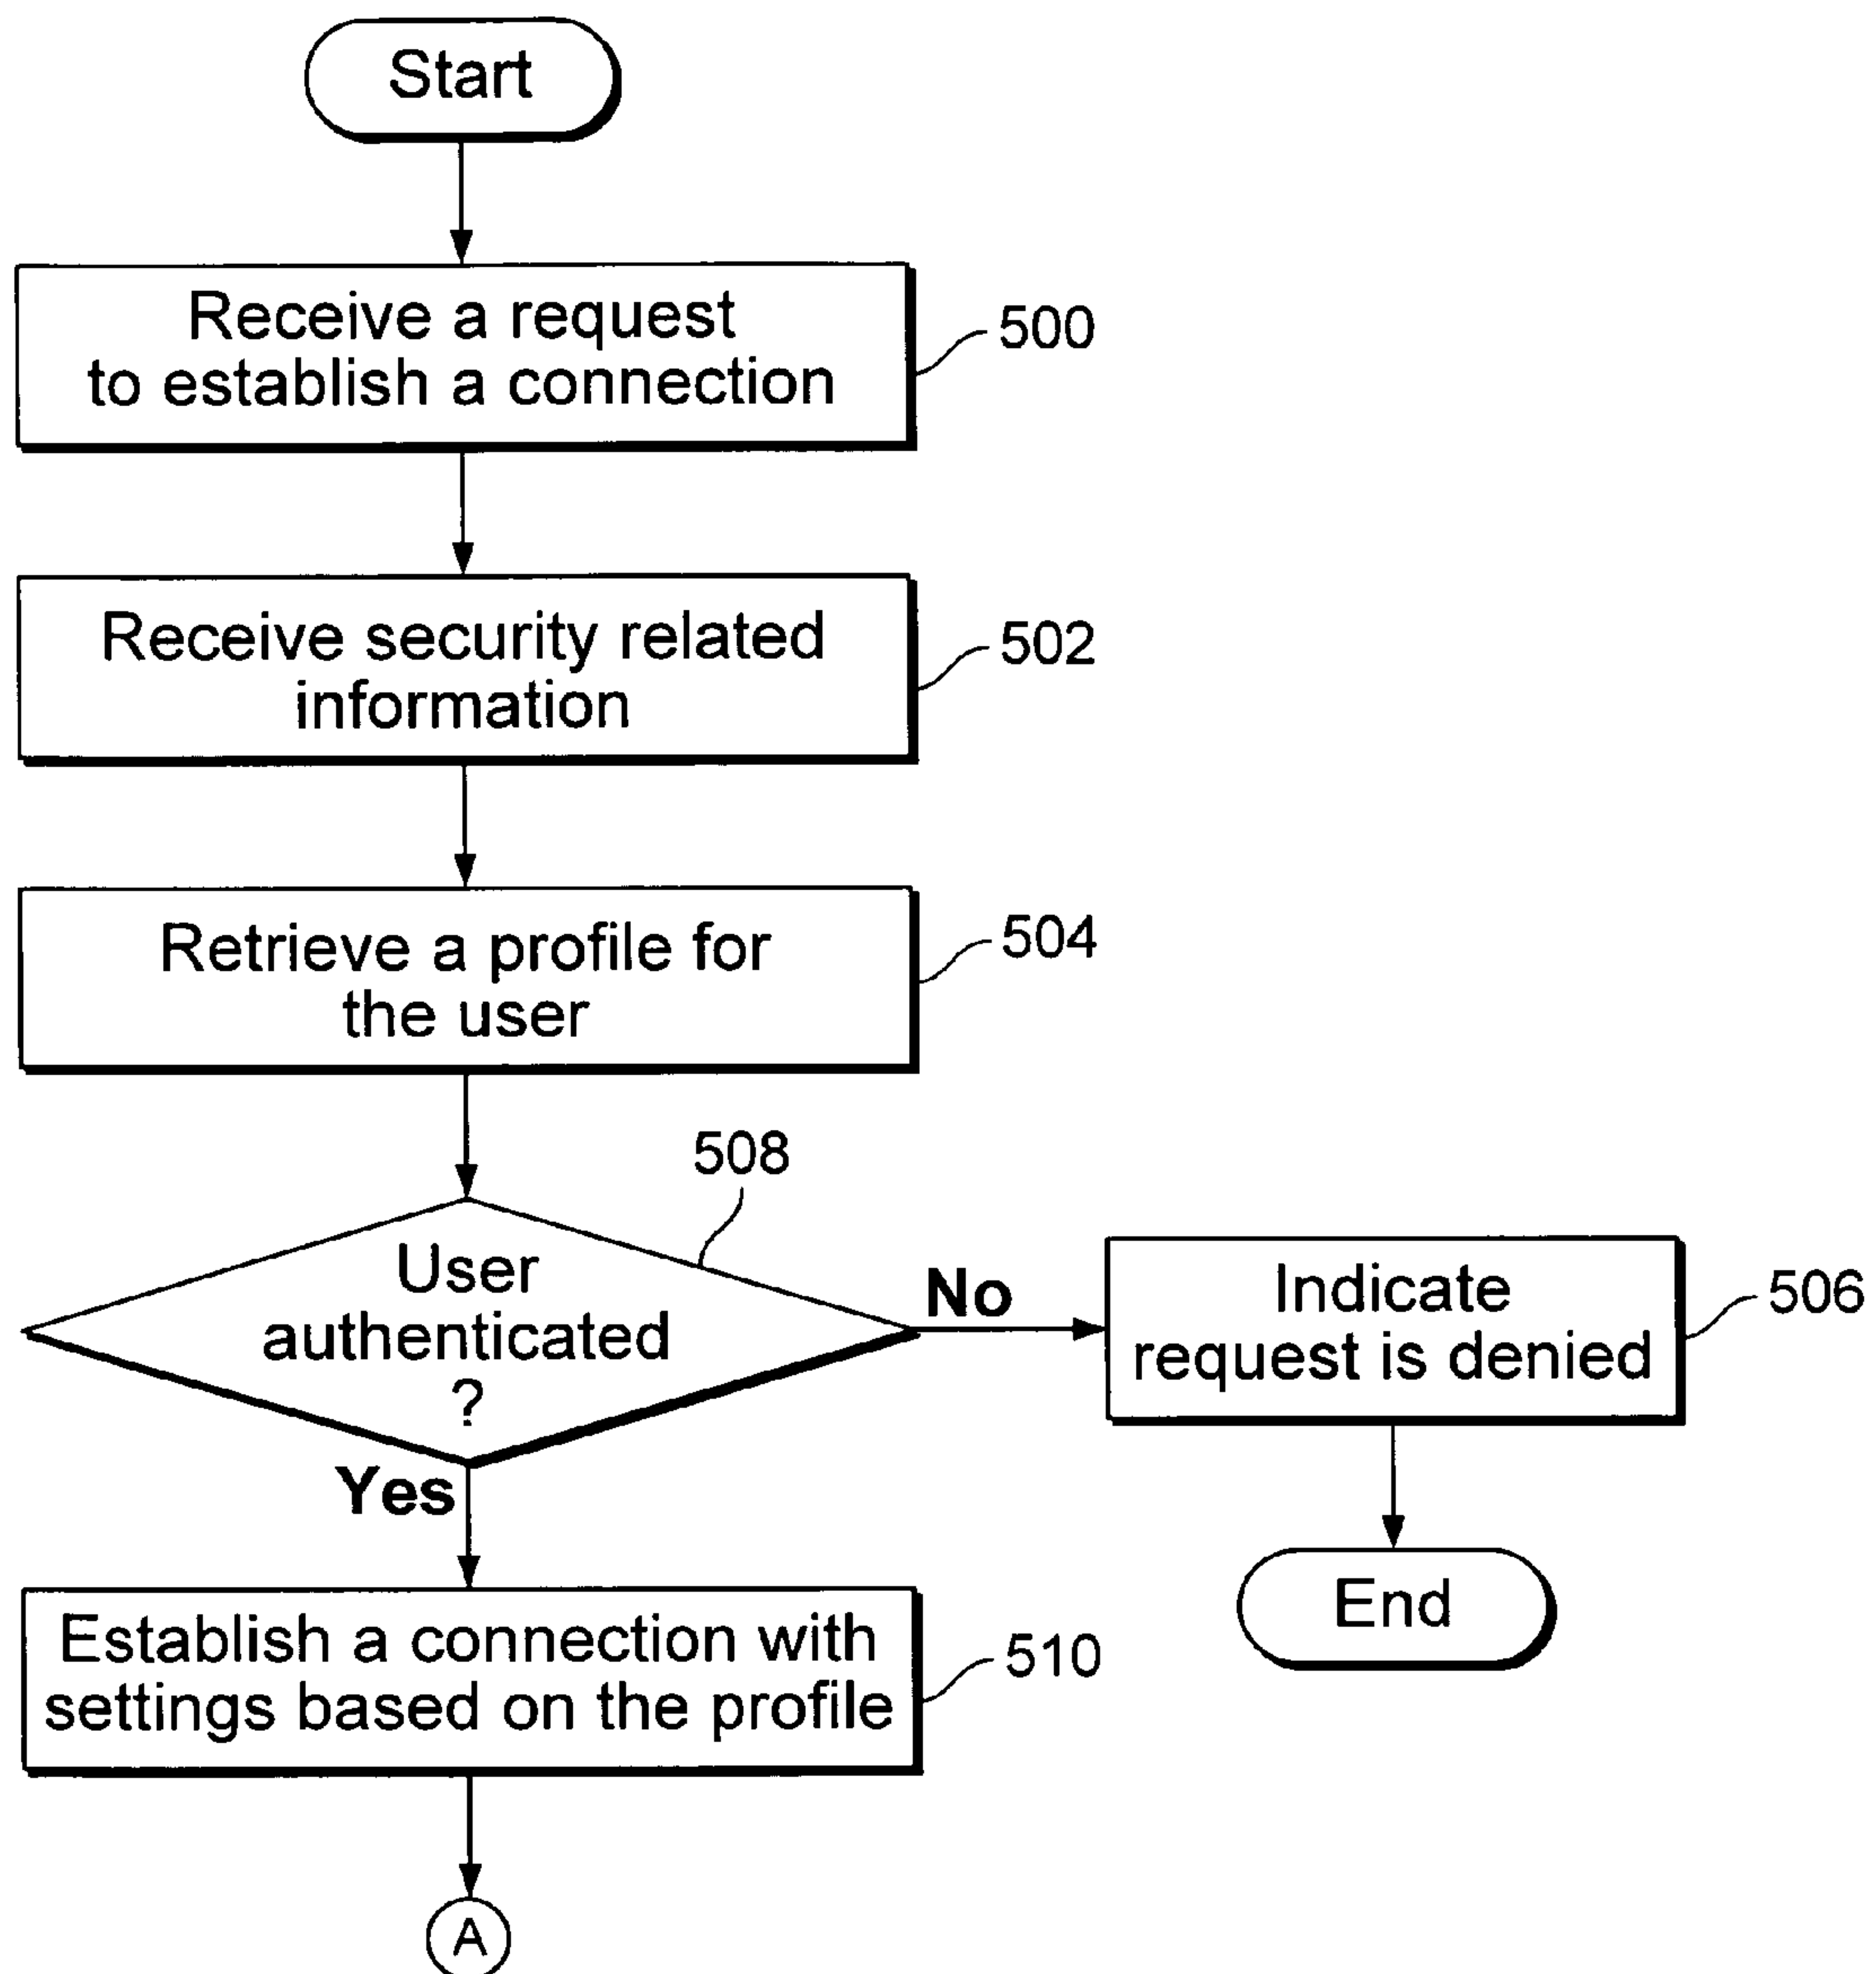 Start
Receive a request
to establish a connection
500
Receive security related
information
502
Retrieve a profile for
the user
504
508
User
authenticated
?
No
Indicate
request is denied
506
Yes
End
Establish a connection with
settings based on the profile
510
A